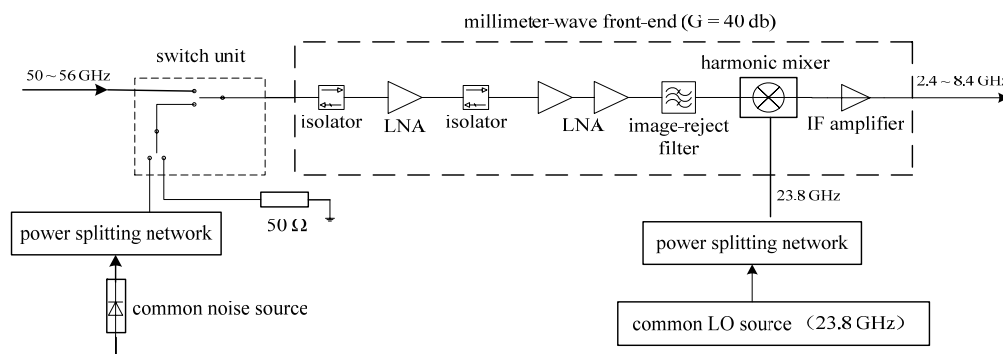 millimeter-wave front-end (G = 40 db)
switch unit
50 ~ 56 GHz
harmonic mixer
2.4 ~ 8.4 GHz
isolator
LNA
isolator
LNA
image-reject
filter
IF amplifier
50 Ω
23.8 GHz
power splitting network
power splitting network
common noise source
common LO source （23.8 GHz）